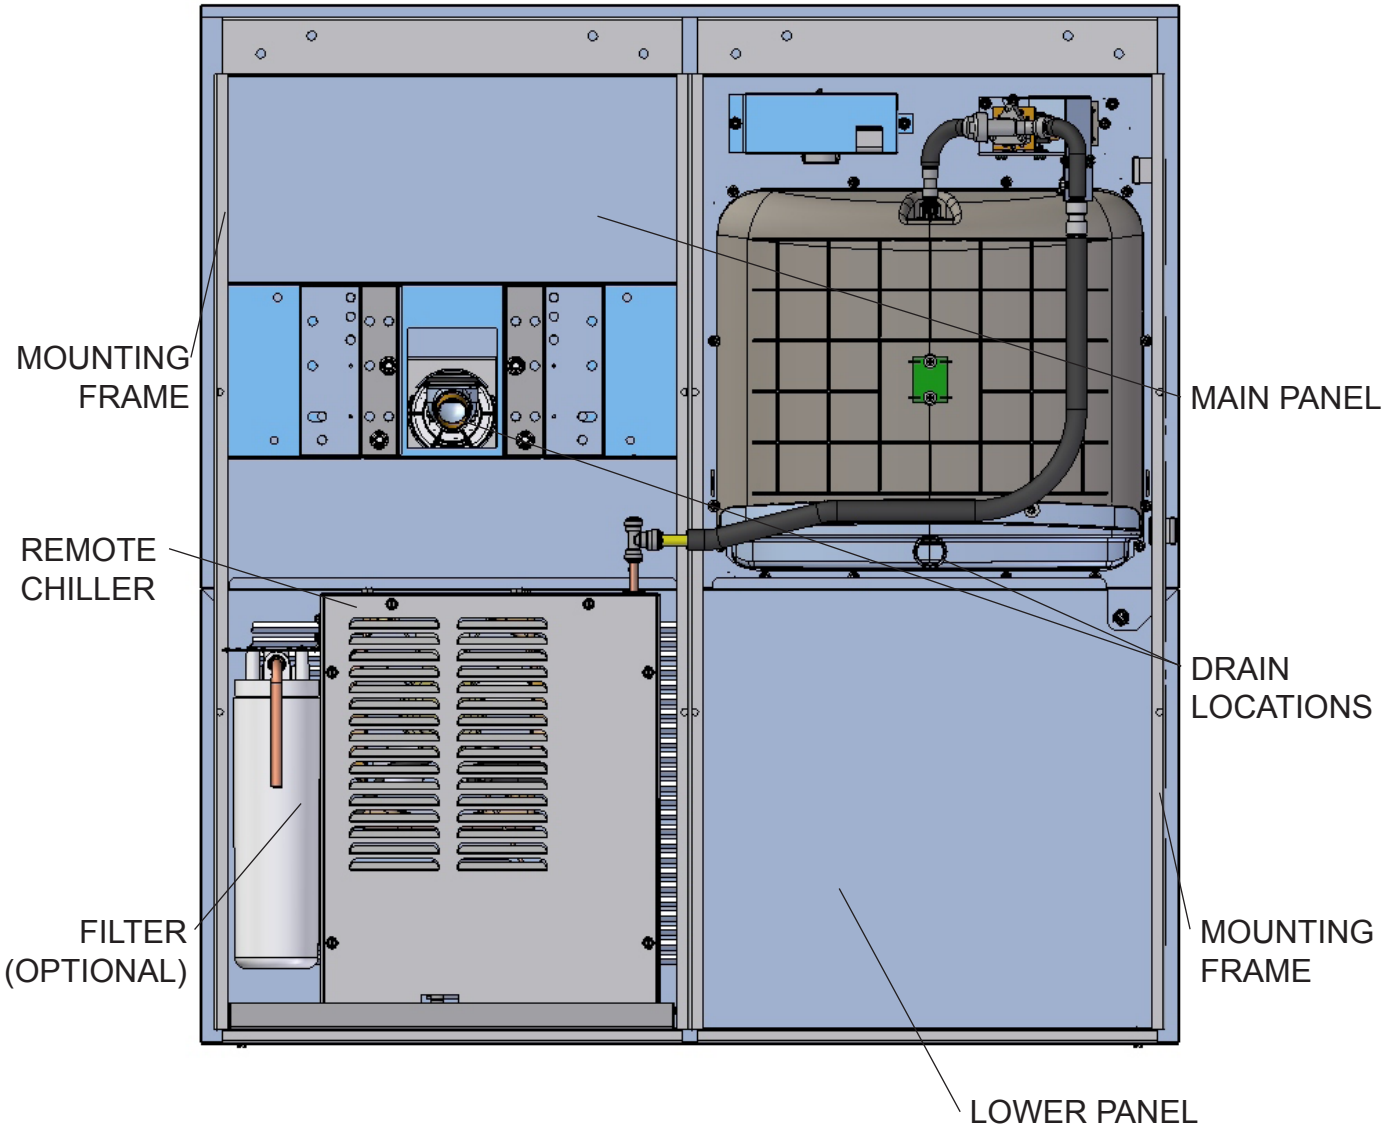 MOUNTING
FRAME
MAIN PANEL
REMOTE
CHILLER
DRAIN
LOCATIONS
FILTER
(OPTIONAL)
MOUNTING
FRAME
LOWER PANEL